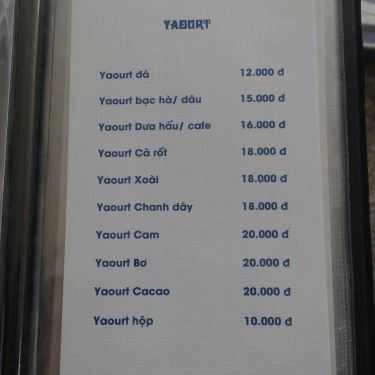 YAOURT
Yaourt đá 12.000 đ
Yaourt bạc hà/ dâu 15.000 đ
Yaourt Dưa hấu/ cafe 16.000 đ
Yaourt Cà rốt 18.000 đ
Yaourt Xoài 18.000 đ
Yaourt Chanh dây 18.000 đ
Yaourt Cam 20.000 đ
Yaourt Bơ 20.000 đ
Yaourt Cacao 20.000 đ
Yaourt hộp 10.000 đ